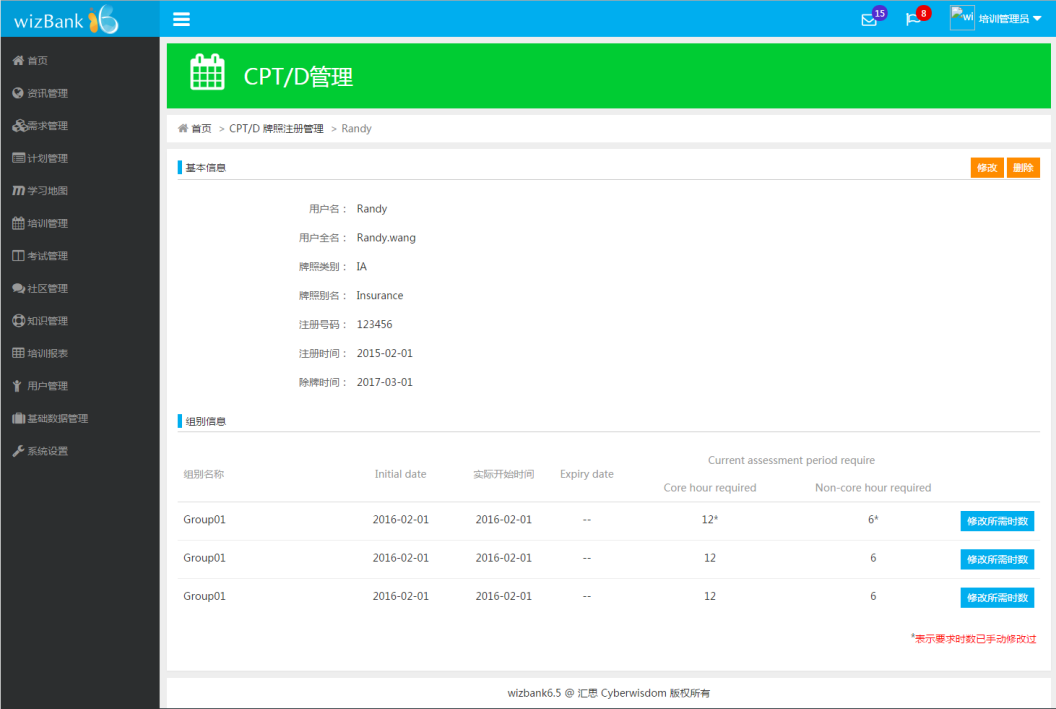 wizBank
15
8
wi
培训管理员
首页
资讯管理
需求管理
计划管理
学习地图
培训管理
考试管理
社区管理
知识管理
培训报表
用户管理
基础数据管理
系统设置
CPT/D管理
首页 > CPT/D 牌照注册管理 > Randy
基本信息
修改 删除
用户名： Randy
用户全名： Randy.wang
牌照类别： IA
牌照别名： Insurance
注册号码： 123456
注册时间： 2015-02-01
除牌时间： 2017-03-01
组别信息
Current assessment period require
组别名称 Initial date 实际开始时间 Expiry date
Core hour required Non-core hour required
Group01 2016-02-01 2016-02-01 -- 12* 6* 修改所需时数
Group01 2016-02-01 2016-02-01 -- 12 6 修改所需时数
Group01 2016-02-01 2016-02-01 -- 12 6 修改所需时数
*表示要求时数已手动修改过
wizbank6.5 @ 汇思 Cyberwisdom 版权所有